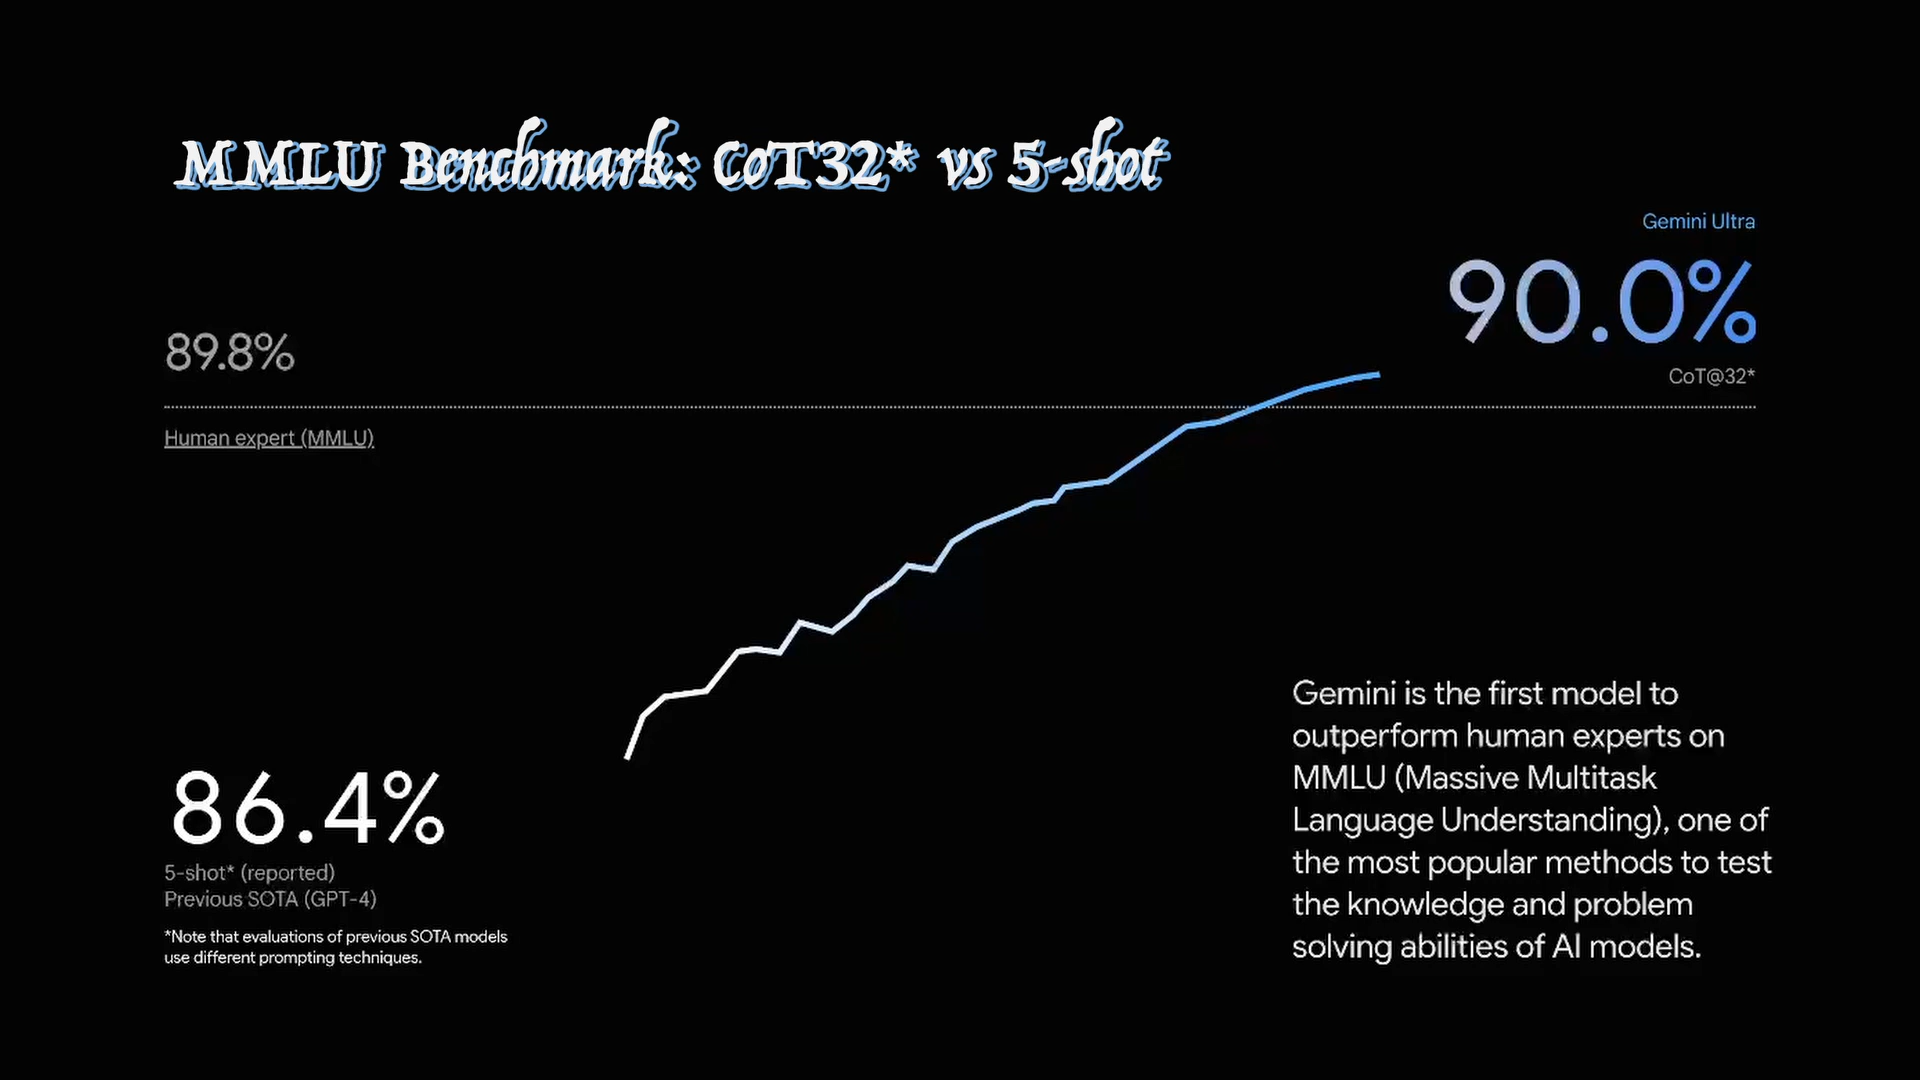 MMLU Benchmark: CoT32* vs 5-shot
Gemini Ultra
90.0%
CoT@32*
89.8%
Human expert (MMLU)
86.4%
5-shot* (reported)
Previous SOTA (GPT-4)
*Note that evaluations of previous SOTA models
use different prompting techniques.
Gemini is the first model to
outperform human experts on
MMLU (Massive Multitask
Language Understanding), one of
the most popular methods to test
the knowledge and problem
solving abilities of AI models.